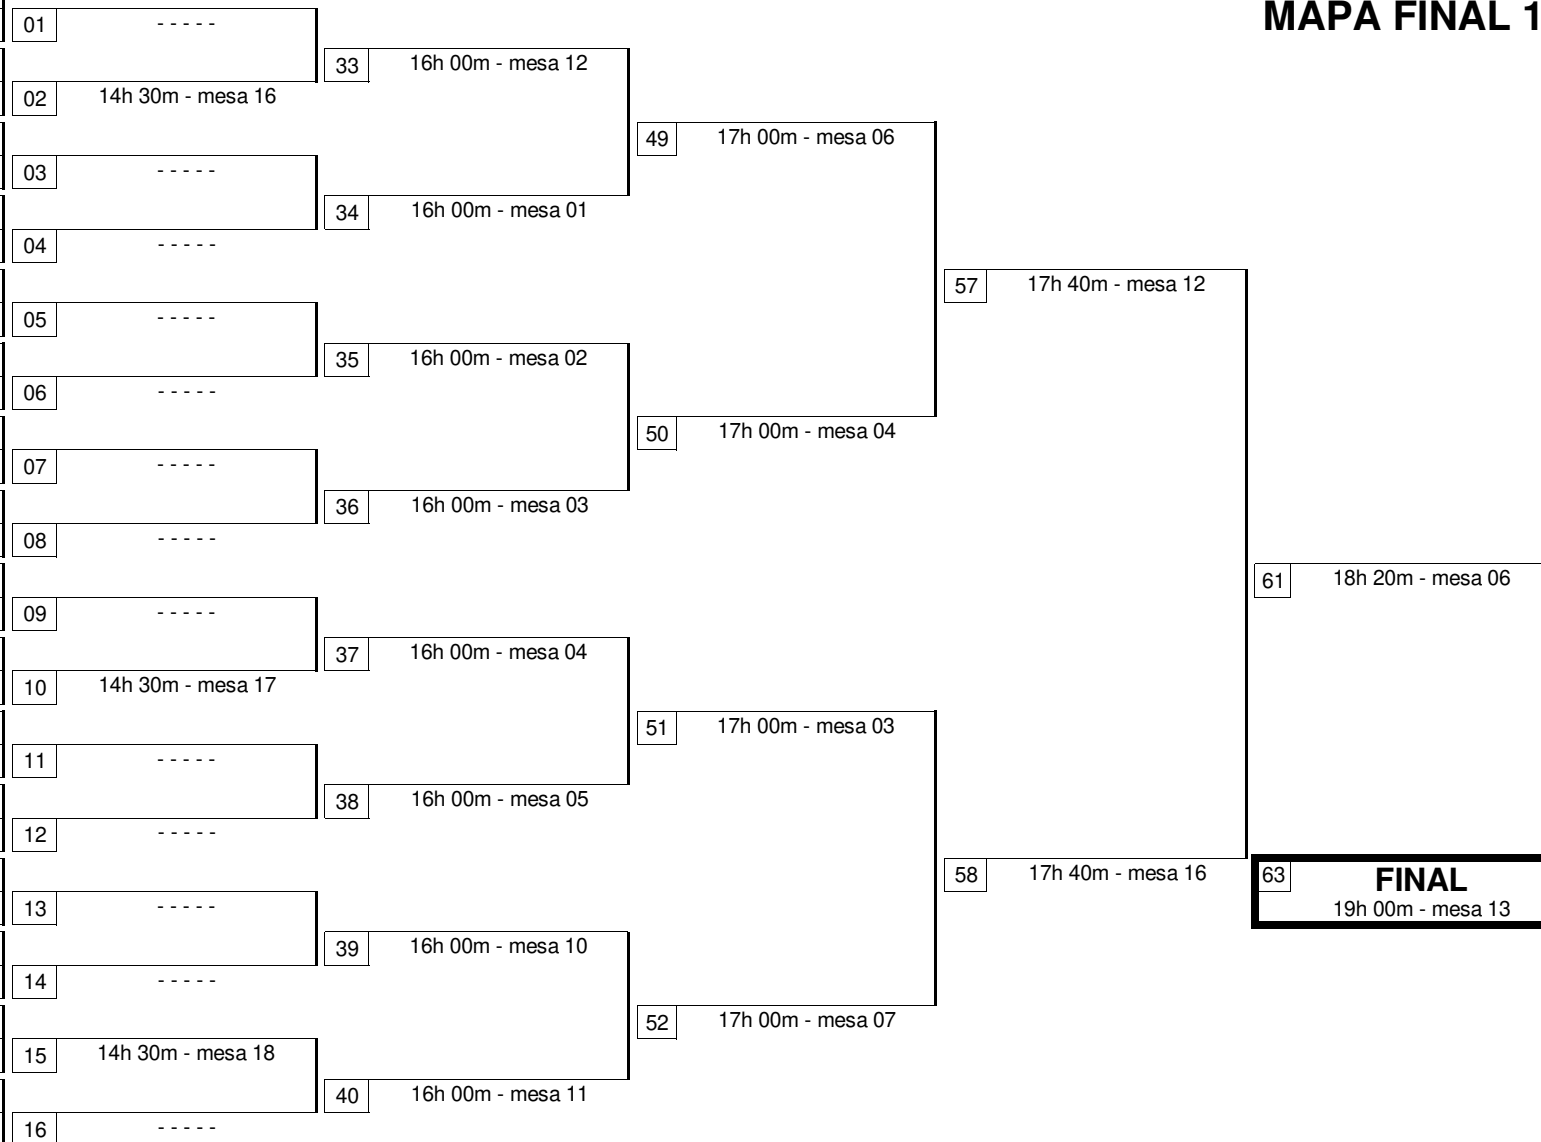 MAPA FINAL 1
01 - - - - -
33 16h 00m - mesa 12
02 14h 30m - mesa 16
49 17h 00m - mesa 06
03 - - - - -
34 16h 00m - mesa 01
04 - - - - -
57 17h 40m - mesa 12
05 - - - - -
35 16h 00m - mesa 02
06 - - - - -
50 17h 00m - mesa 04
07 - - - - -
36 16h 00m - mesa 03
08 - - - - -
61 18h 20m - mesa 06
09 - - - - -
37 16h 00m - mesa 04
10 14h 30m - mesa 17
51 17h 00m - mesa 03
11 - - - - -
38 16h 00m - mesa 05
12 - - - - -
58 17h 40m - mesa 16
63 FINAL
19h 00m - mesa 13
13 - - - - -
39 16h 00m - mesa 10
14 - - - - -
52 17h 00m - mesa 07
15 14h 30m - mesa 18
40 16h 00m - mesa 11
16 - - - - -